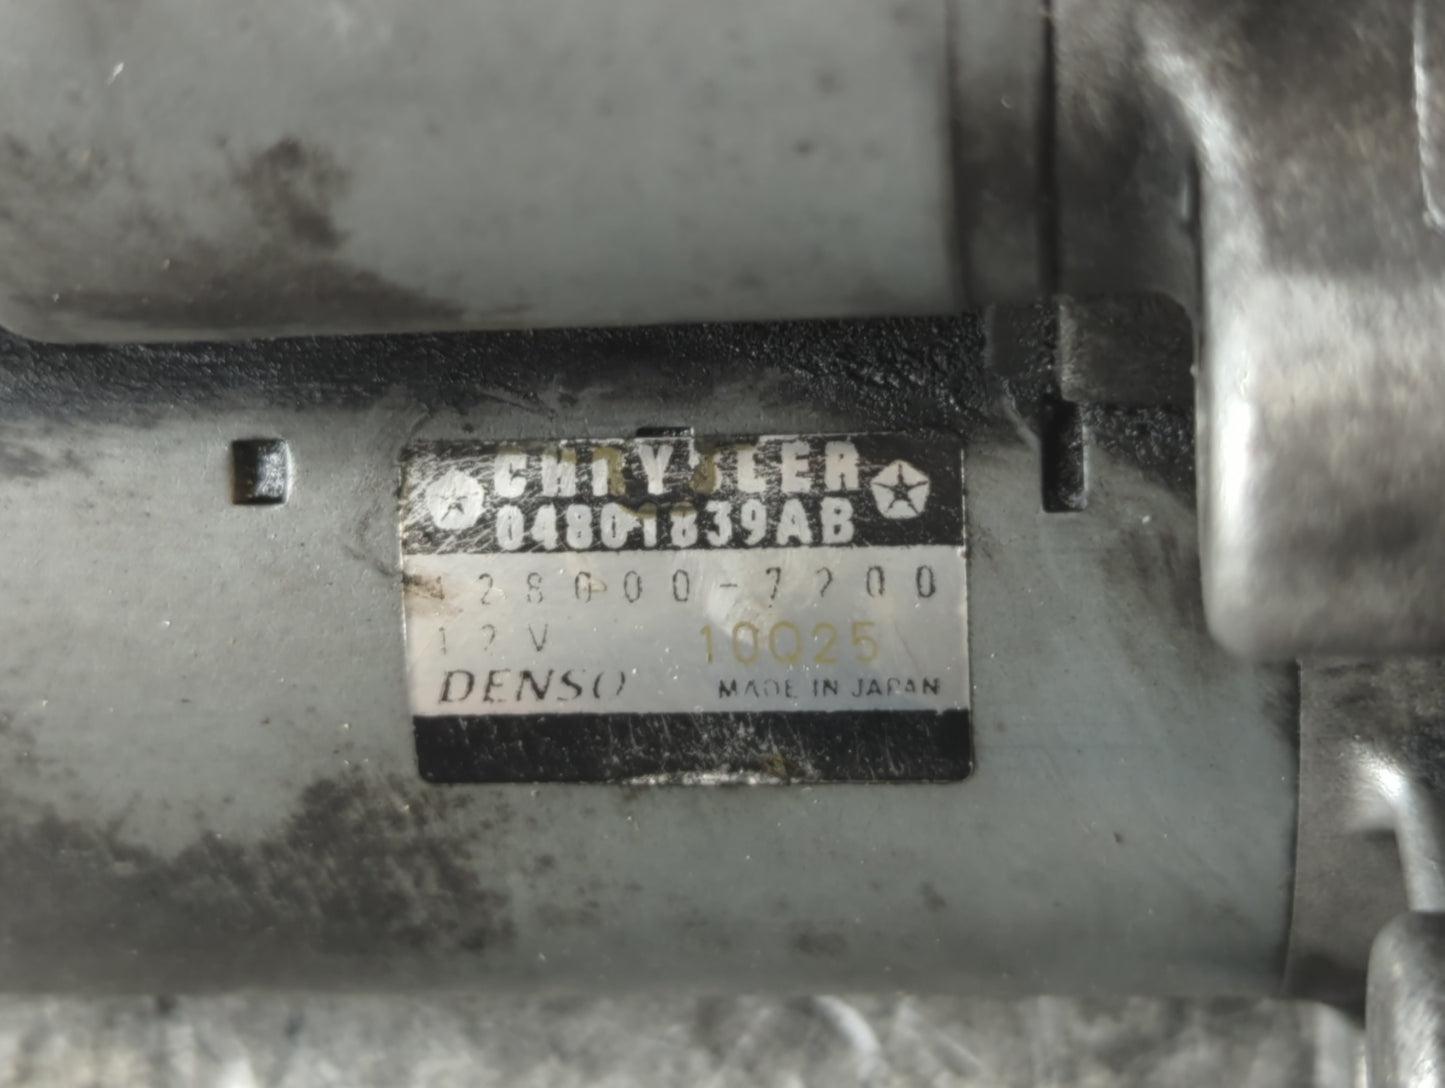 CHRYSLER
04801839AB
428000-7200
12V 10Q25
DENSO MADE IN JAPAN